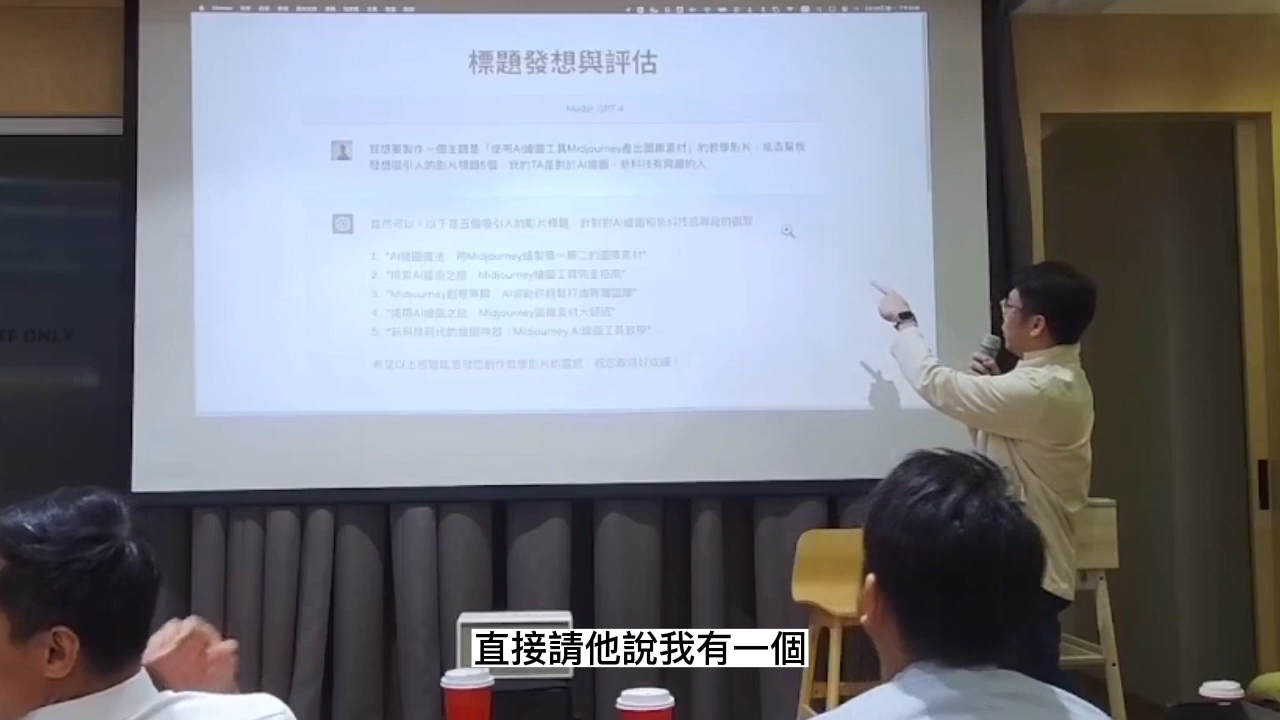 標題發想與評估
Model: GPT-4
我想要製作一個主題是「使用AI繪圖工具Midjourney產出圖庫素材」的教學影片，能否幫我
發想吸引人的影片標題5個，我的TA是對於AI繪圖、新科技有興趣的人
當然可以！以下是五個吸引人的影片標題，針對對AI繪圖和新科技感興趣的觀眾
1. "AI繪圖魔法：用Midjourney繪製獨一無二的圖庫素材"
2. "探索AI藝術之極：Midjourney繪圖工具完全指南"
3. "Midjourney創意無限：AI協助你輕鬆打造專屬圖庫"
4. "揭開AI繪圖之謎：Midjourney圖庫素材大師班"
5. "新科技時代的繪圖神器：Midjourney AI繪圖工具教學"
希望以上標題能激發您創作教學影片的靈感，祝您取得好成績！
FF ONLY
直接請他說我有一個